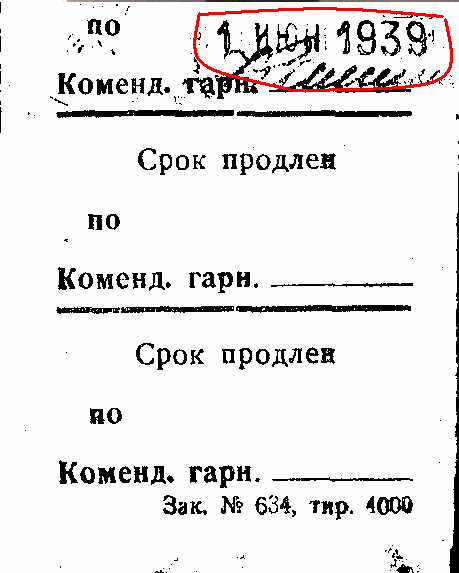 по 1 ИЮН 1939
Коменд. гарн.
Срок продлен
по
Коменд. гарн.
Срок продлен
по
Коменд. гарн.
Зак. № 634, тир. 4000